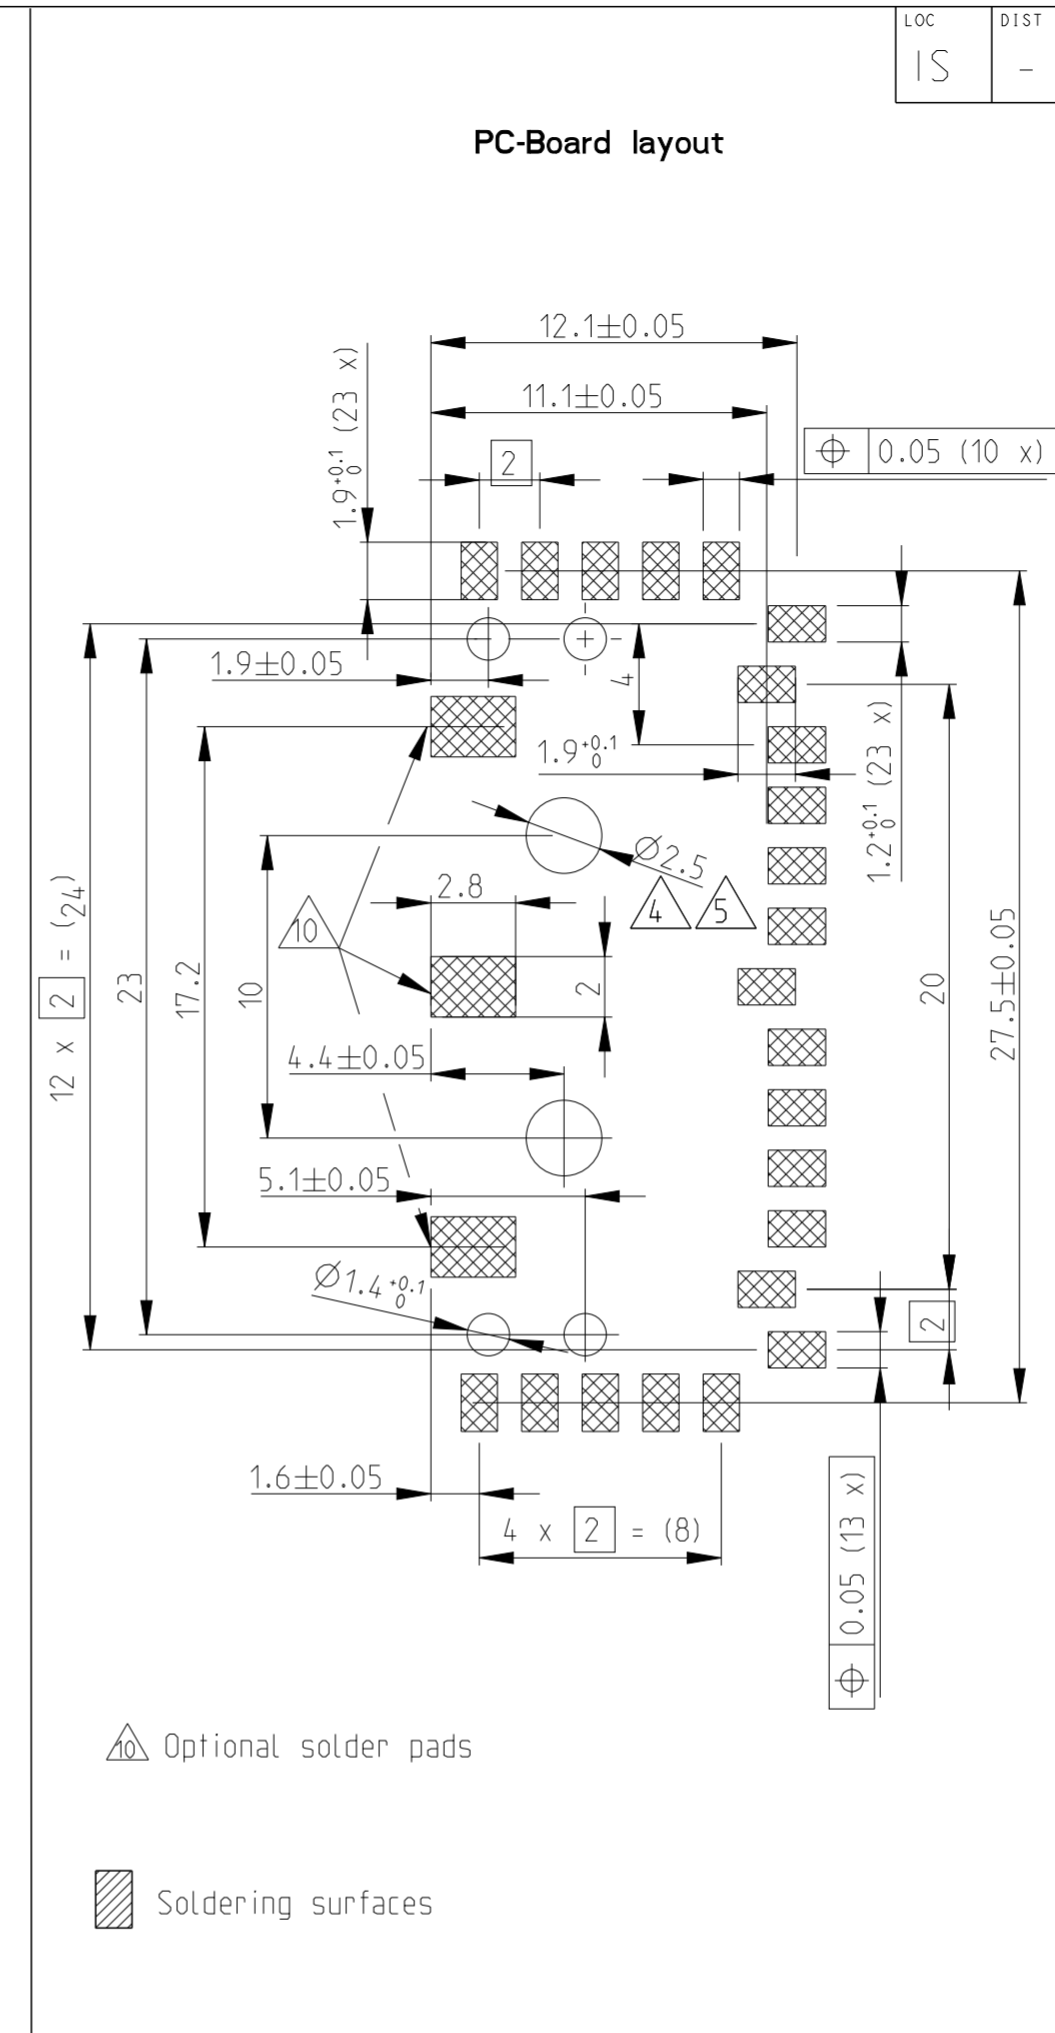 LOC
DIST
IS
-
PC-Board layout
12.1±0.05
11.1±0.05
1.9 +0.1 0 (23 x)
2
⌖ 0.05 (10 x)
1.9±0.05
4
1.9 +0.1 0
1.2 +0.1 0 (23 x)
Ø2.5
4
5
2.8
10
12 x 2 = (24)
23
17.2
10
2
20
27.5±0.05
4.4±0.05
5.1±0.05
Ø1.4 +0.1 0
2
1.6±0.05
4 x 2 = (8)
⌖ 0.05 (13 x)
10 Optional solder pads
Soldering surfaces